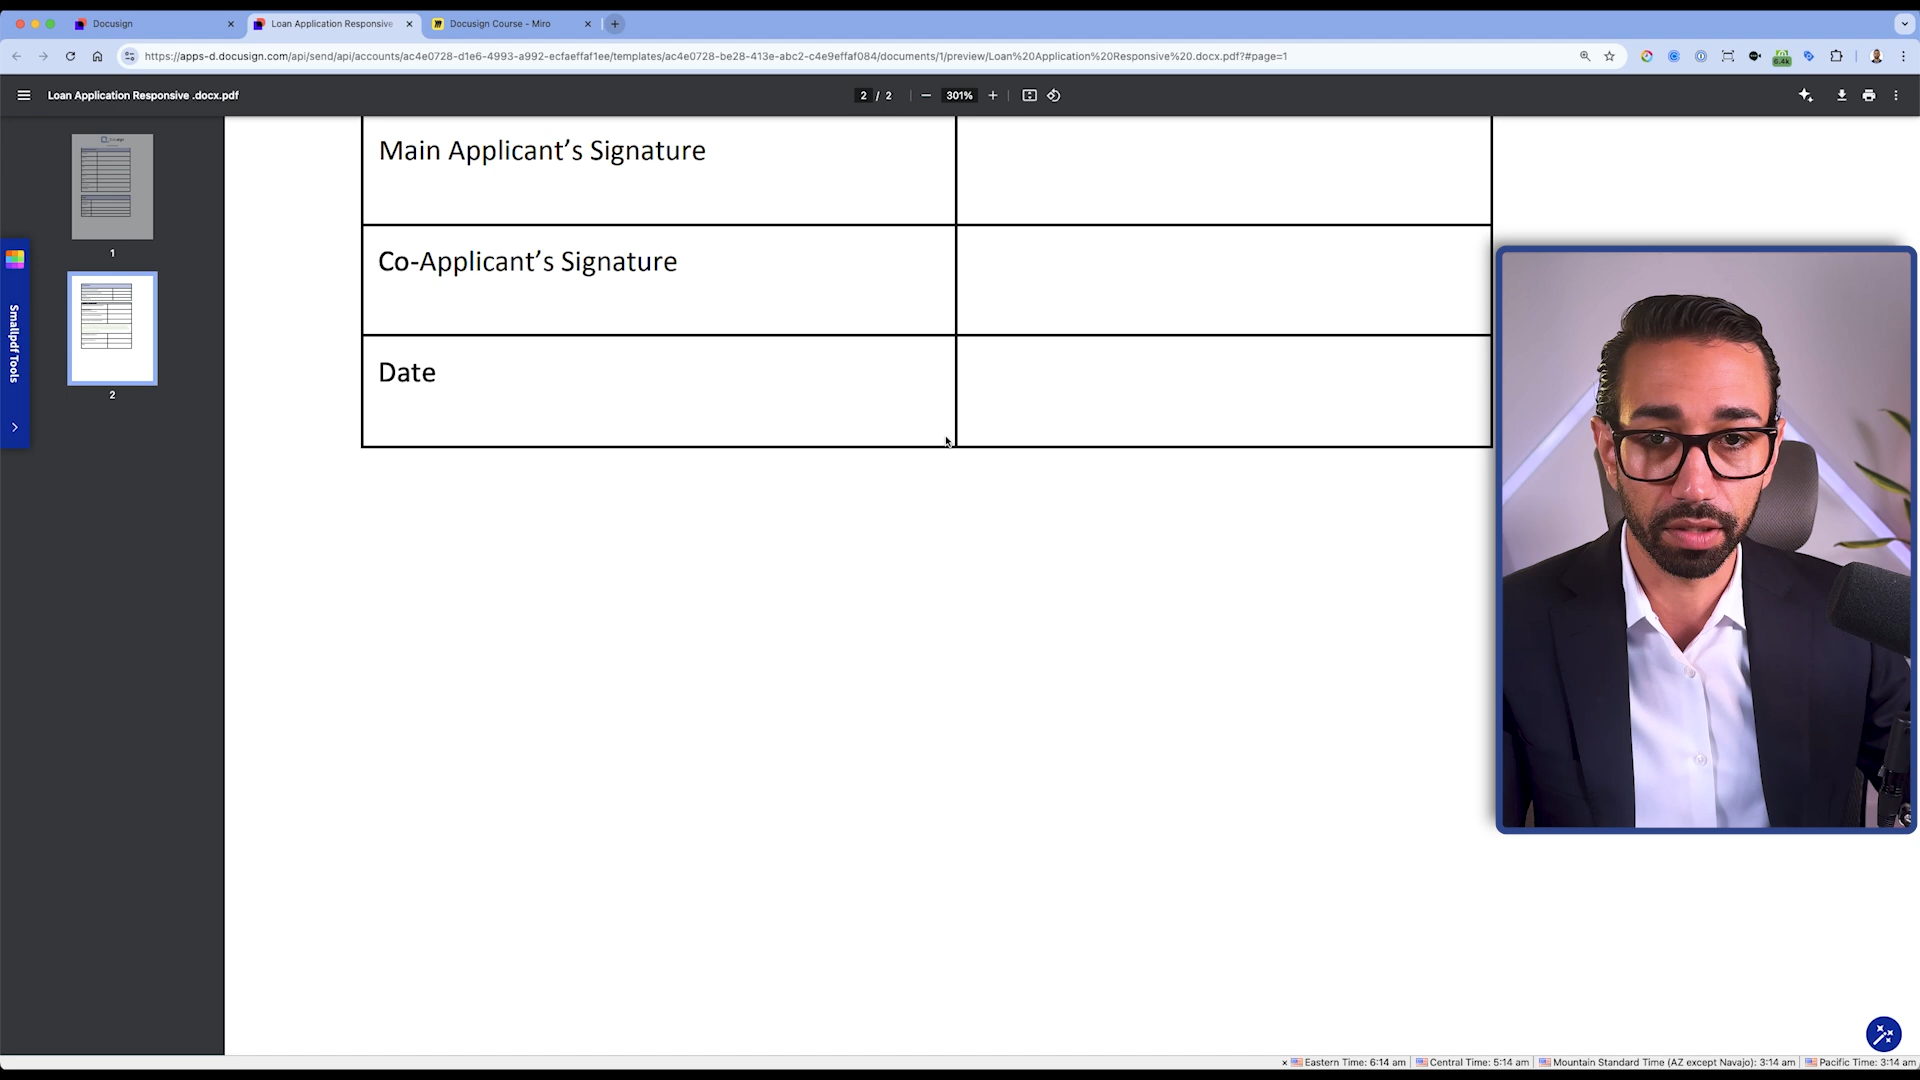 Docusign
Loan Application Responsive
Docusign Course - Miro
https://apps-d.docusign.com/api/send/api/accounts/ac4e0728-d1e6-4993-a992-ecfaeffaf1ee/templates/ac4e0728-be28-413e-abc2-c4e9effaf084/documents/1/preview/Loan%20Application%20Responsive%20.docx.pdf?#page=1
6.4k
Loan Application Responsive .docx.pdf
2 / 2
301%
1
2
Smallpdf Tools
Main Applicant’s Signature
Co-Applicant’s Signature
Date
Eastern Time: 6:14 am
Central Time: 5:14 am
Mountain Standard Time (AZ except Navajo): 3:14 am
Pacific Time: 3:14 am